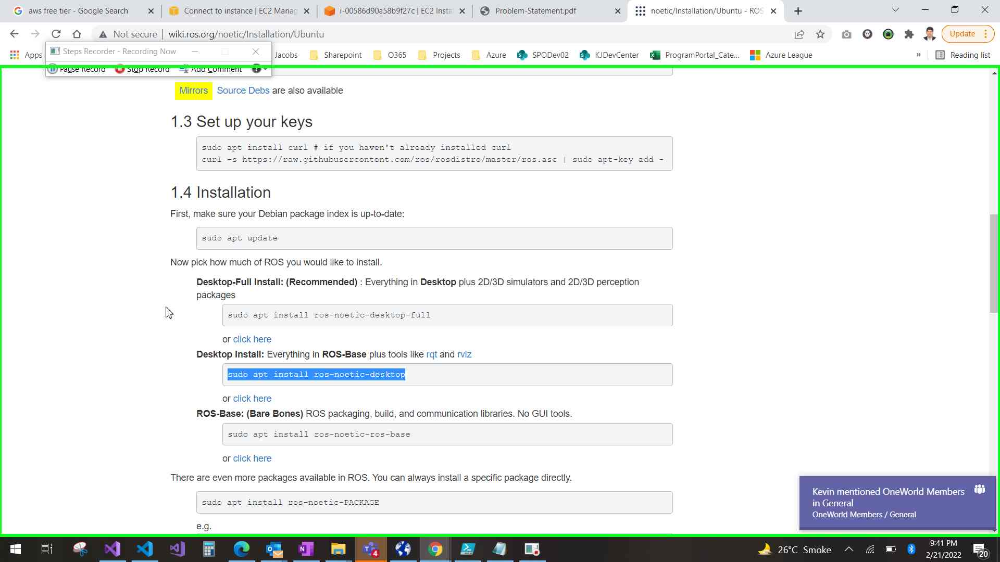 aws free tier - Google Search
Connect to instance | EC2 Manag
i-00586d90a58b9f27c | EC2 Insta
Problem-Statement.pdf
noetic/Installation/Ubuntu - ROS
Not secure
wiki.ros.org/noetic/Installation/Ubuntu
Update
Apps
Steps Recorder - Recording Now
Jacobs
Sharepoint
O365
Projects
Azure
SPODev02
KJDevCenter
ProgramPortal_Cate...
Azure League
»
Reading list
Pause Record
Stop Record
Add Comment
Mirrors Source Debs are also available
1.3 Set up your keys
sudo apt install curl # if you haven't already installed curl
curl -s https://raw.githubusercontent.com/ros/rosdistro/master/ros.asc | sudo apt-key add -
1.4 Installation
First, make sure your Debian package index is up-to-date:
sudo apt update
Now pick how much of ROS you would like to install.
Desktop-Full Install: (Recommended) : Everything in Desktop plus 2D/3D simulators and 2D/3D perception
packages
sudo apt install ros-noetic-desktop-full
or click here
Desktop Install: Everything in ROS-Base plus tools like rqt and rviz
sudo apt install ros-noetic-desktop
or click here
ROS-Base: (Bare Bones) ROS packaging, build, and communication libraries. No GUI tools.
sudo apt install ros-noetic-ros-base
or click here
There are even more packages available in ROS. You can always install a specific package directly.
sudo apt install ros-noetic-PACKAGE
e.g.
Kevin mentioned OneWorld Members
in General
OneWorld Members / General
4
26°C Smoke
9:41 PM
2/21/2022
20